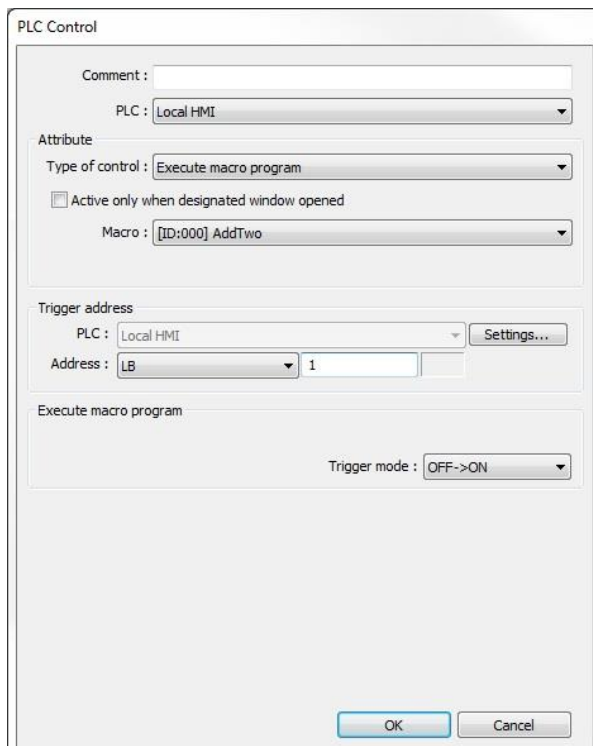 PLC Control
Comment :
PLC : Local HMI
Attribute
Type of control : Execute macro program
Active only when designated window opened
Macro : [ID:000] AddTwo
Trigger address
PLC : Local HMI Settings...
Address : LB 1
Execute macro program
Trigger mode : OFF->ON
OK Cancel